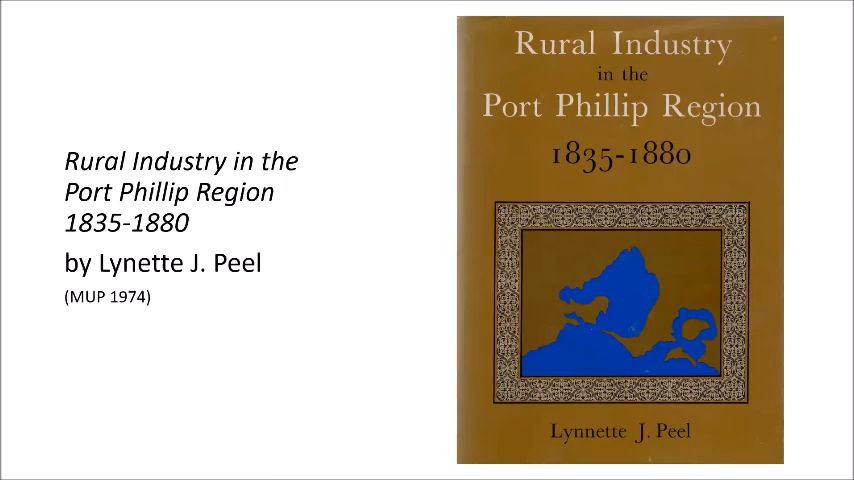 Rural Industry in the
Port Phillip Region
1835-1880
by Lynette J. Peel
(MUP 1974)
Rural Industry
in the
Port Phillip Region
1835-1880
Lynnette J. Peel